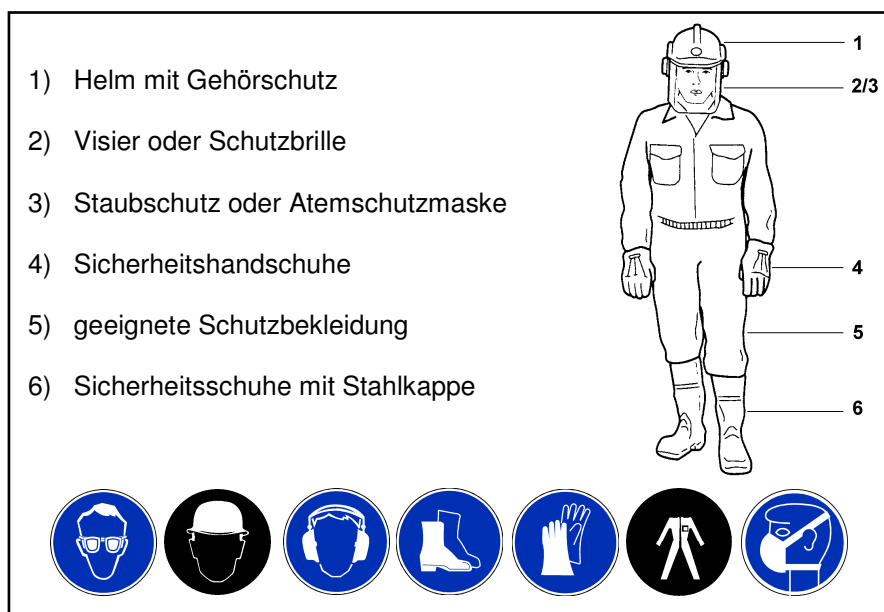 1) Helm mit Gehörschutz
2) Visier oder Schutzbrille
3) Staubschutz oder Atemschutzmaske
4) Sicherheitshandschuhe
5) geeignete Schutzbekleidung
6) Sicherheitsschuhe mit Stahlkappe
1
2/3
4
5
6